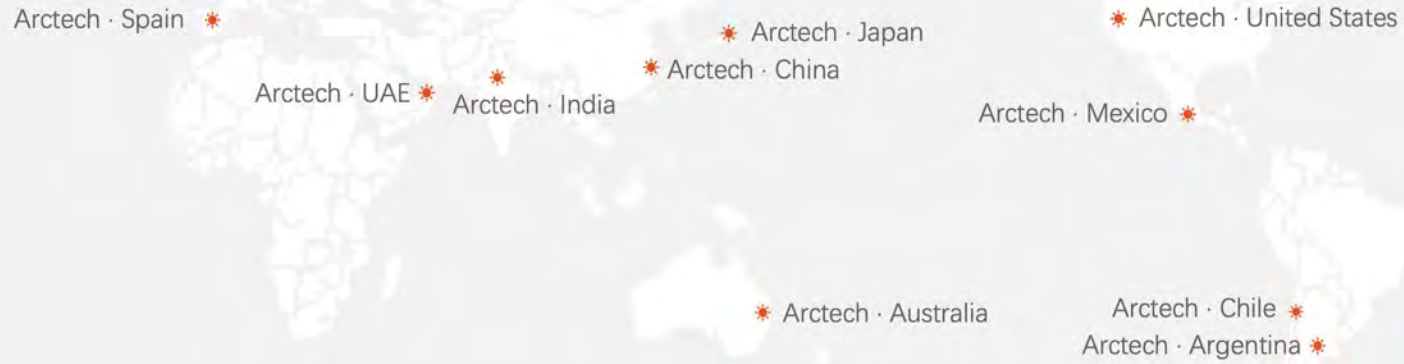 Arctech · Spain
Arctech · United States
Arctech · Japan
Arctech · China
Arctech · UAE
Arctech · India
Arctech · Mexico
Arctech · Australia
Arctech · Chile
Arctech · Argentina